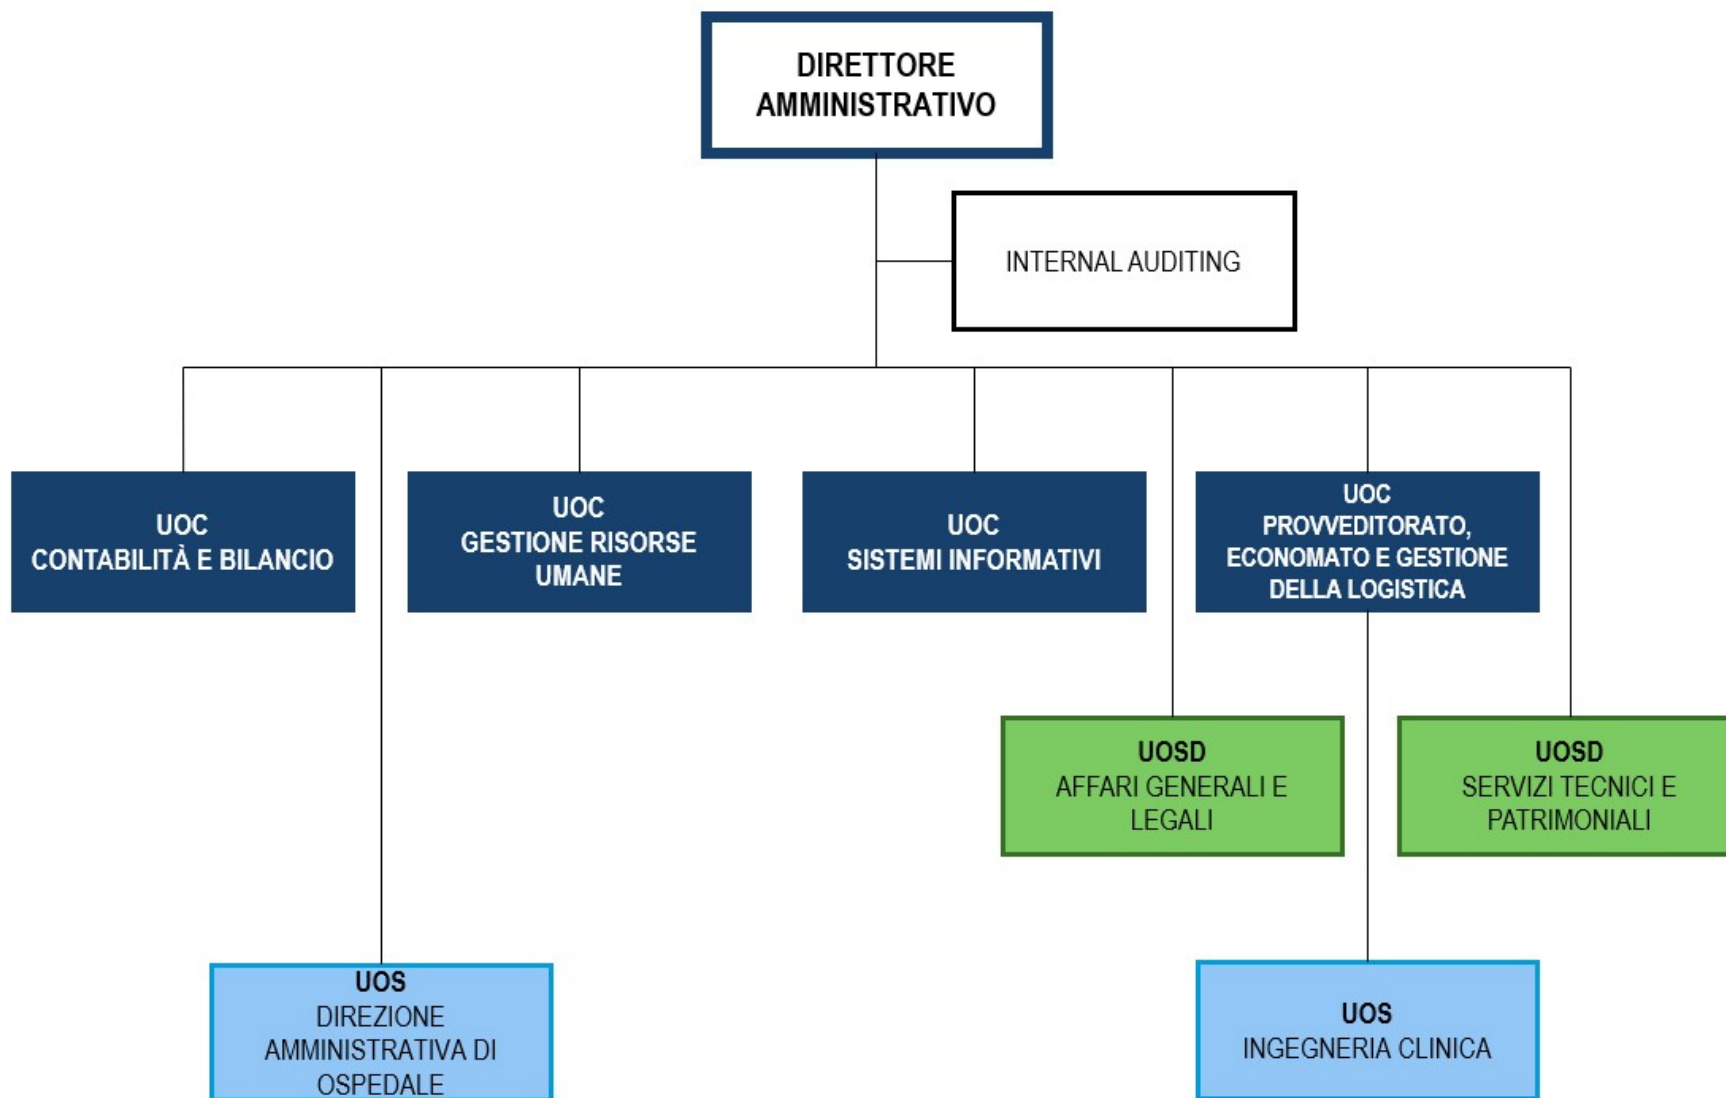 DIRETTORE
AMMINISTRATIVO
INTERNAL AUDITING
UOC
CONTABILITÀ E BILANCIO
UOC
GESTIONE RISORSE
UMANE
UOC
SISTEMI INFORMATIVI
UOC
PROVVEDITORATO,
ECONOMATO E GESTIONE
DELLA LOGISTICA
UOSD
AFFARI GENERALI E
LEGALI
UOSD
SERVIZI TECNICI E
PATRIMONIALI
UOS
DIREZIONE
AMMINISTRATIVA DI
OSPEDALE
UOS
INGEGNERIA CLINICA